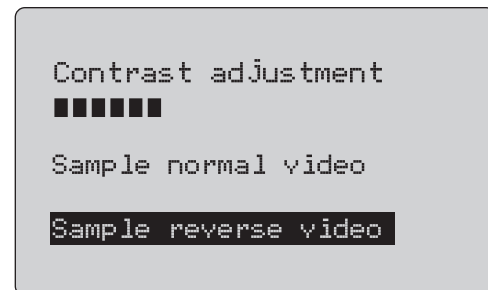 Contrast adjustment
Sample normal video
Sample reverse video